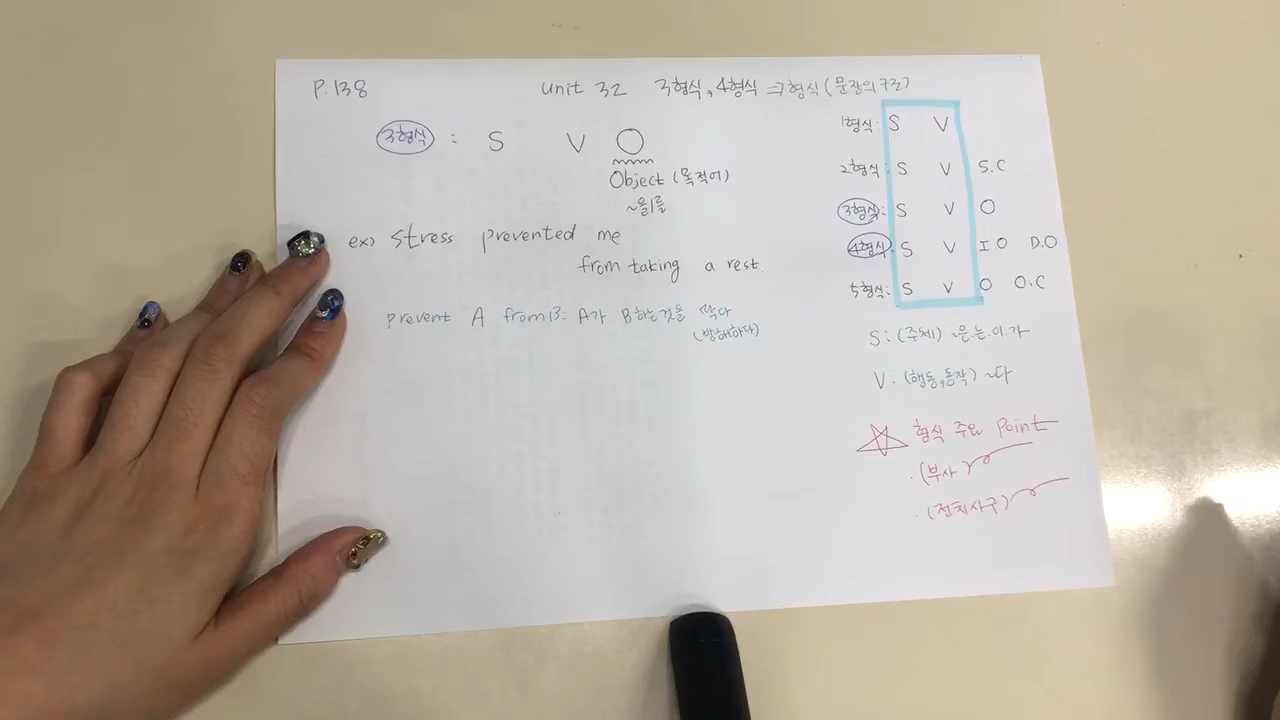 P.138
unit 32 3형식, 4형식 ⇒ 형식 (문장의 구조)
3형식 : S V O
Object (목적어)
~을/를
ex) stress prevented me
from taking a rest.
prevent A from B: A가 B하는것을 막다
(방해하다)
1형식: S V
2형식: S V S.C
3형식: S V O
4형식: S V I O D.O
5형식: S V O O.C
S: (주체) ~은.는.이.가
V. (행동,동작) ~다
☆ 형식 주요 Point
·(부사)
·(전치사구)